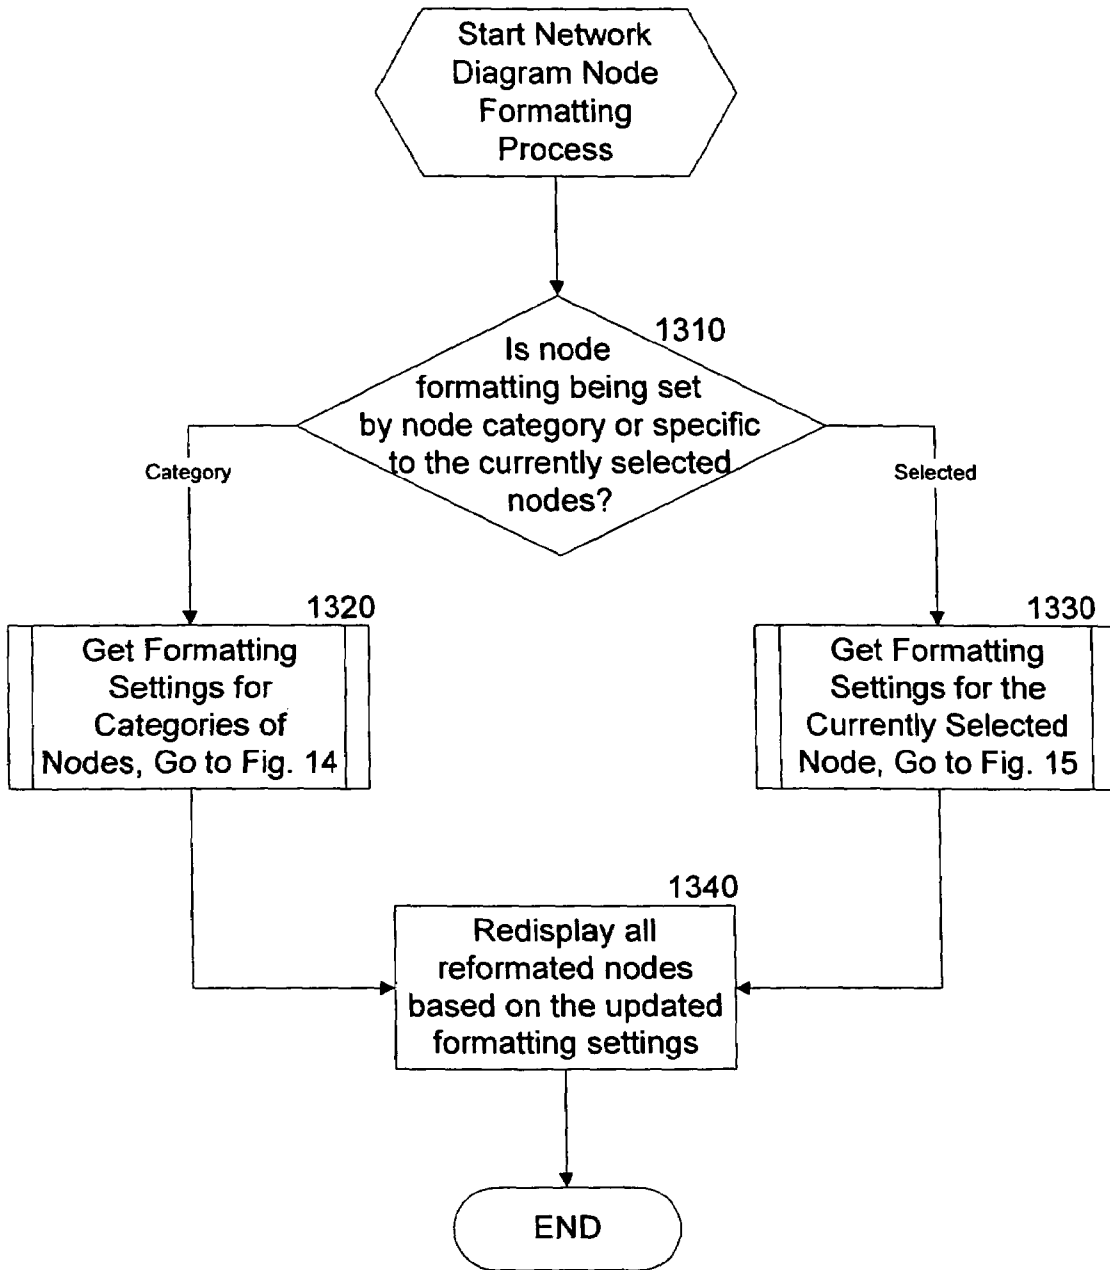 Start Network
Diagram Node
Formatting
Process
1310
Is node
formatting being set
by node category or specific
to the currently selected
nodes?
Category
Selected
1320
Get Formatting
Settings for
Categories of
Nodes, Go to Fig. 14
1330
Get Formatting
Settings for the
Currently Selected
Node, Go to Fig. 15
1340
Redisplay all
reformated nodes
based on the updated
formatting settings
END